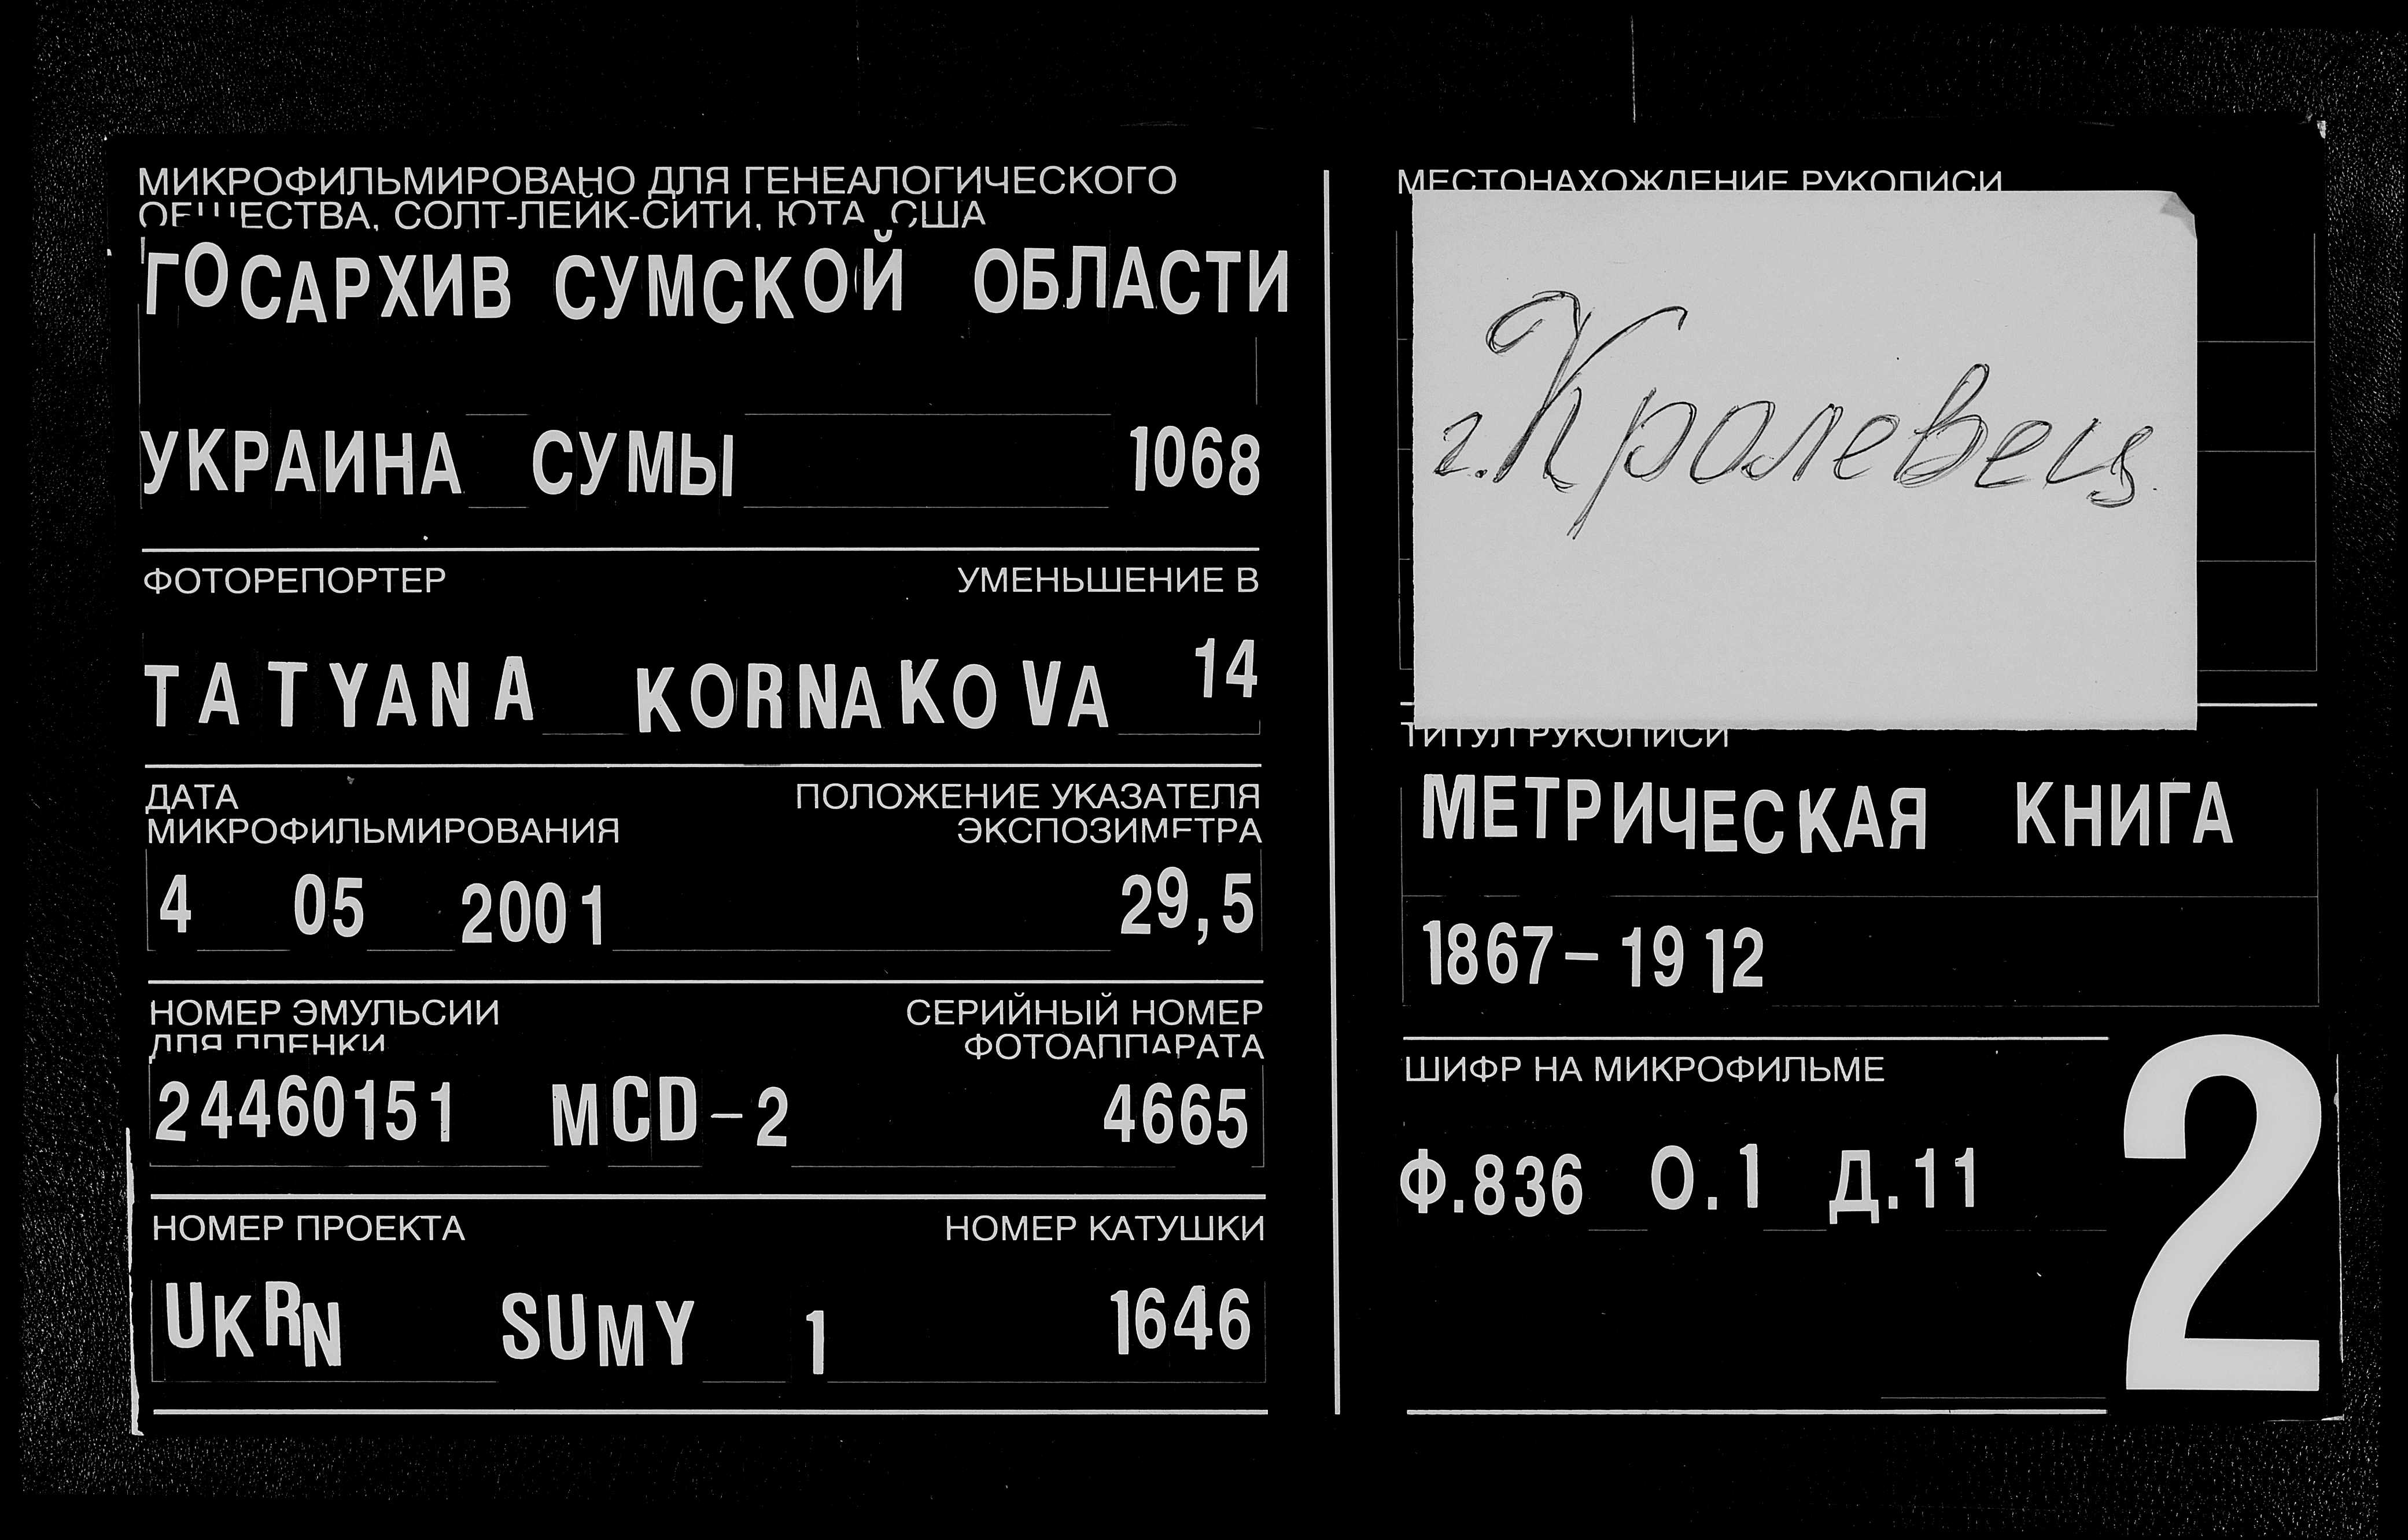 МИКРОФИЛЬМИРОВАНО ДЛЯ ГЕНЕАЛОГИЧЕСКОГО
ОБЩЕСТВА, СОЛТ-ЛЕЙК-СИТИ, ЮТА, США
ГОСАРХИВ СУМСКОЙ ОБЛАСТИ
УКРАИНА СУМЫ 1068
ФОТОРЕПОРТЕР УМЕНЬШЕНИЕ В
TATYANA KORNAKOVA 14
ДАТА ПОЛОЖЕНИЕ УКАЗАТЕЛЯ
МИКРОФИЛЬМИРОВАНИЯ ЭКСПОЗИМЕТРА
4 05 2001 29,5
НОМЕР ЭМУЛЬСИИ СЕРИЙНЫЙ НОМЕР
ДЛЯ ПЛЕНКИ ФОТОАППАРАТА
24460151 MCD-2 4665
НОМЕР ПРОЕКТА НОМЕР КАТУШКИ
UKRN SUMY 1 1646
МЕСТОНАХОЖДЕНИЕ РУКОПИСИ
г. Кролевец
ТИТУЛ РУКОПИСИ
МЕТРИЧЕСКАЯ КНИГА
1867-1912
ШИФР НА МИКРОФИЛЬМЕ
Ф.836 О.1 Д.11
2